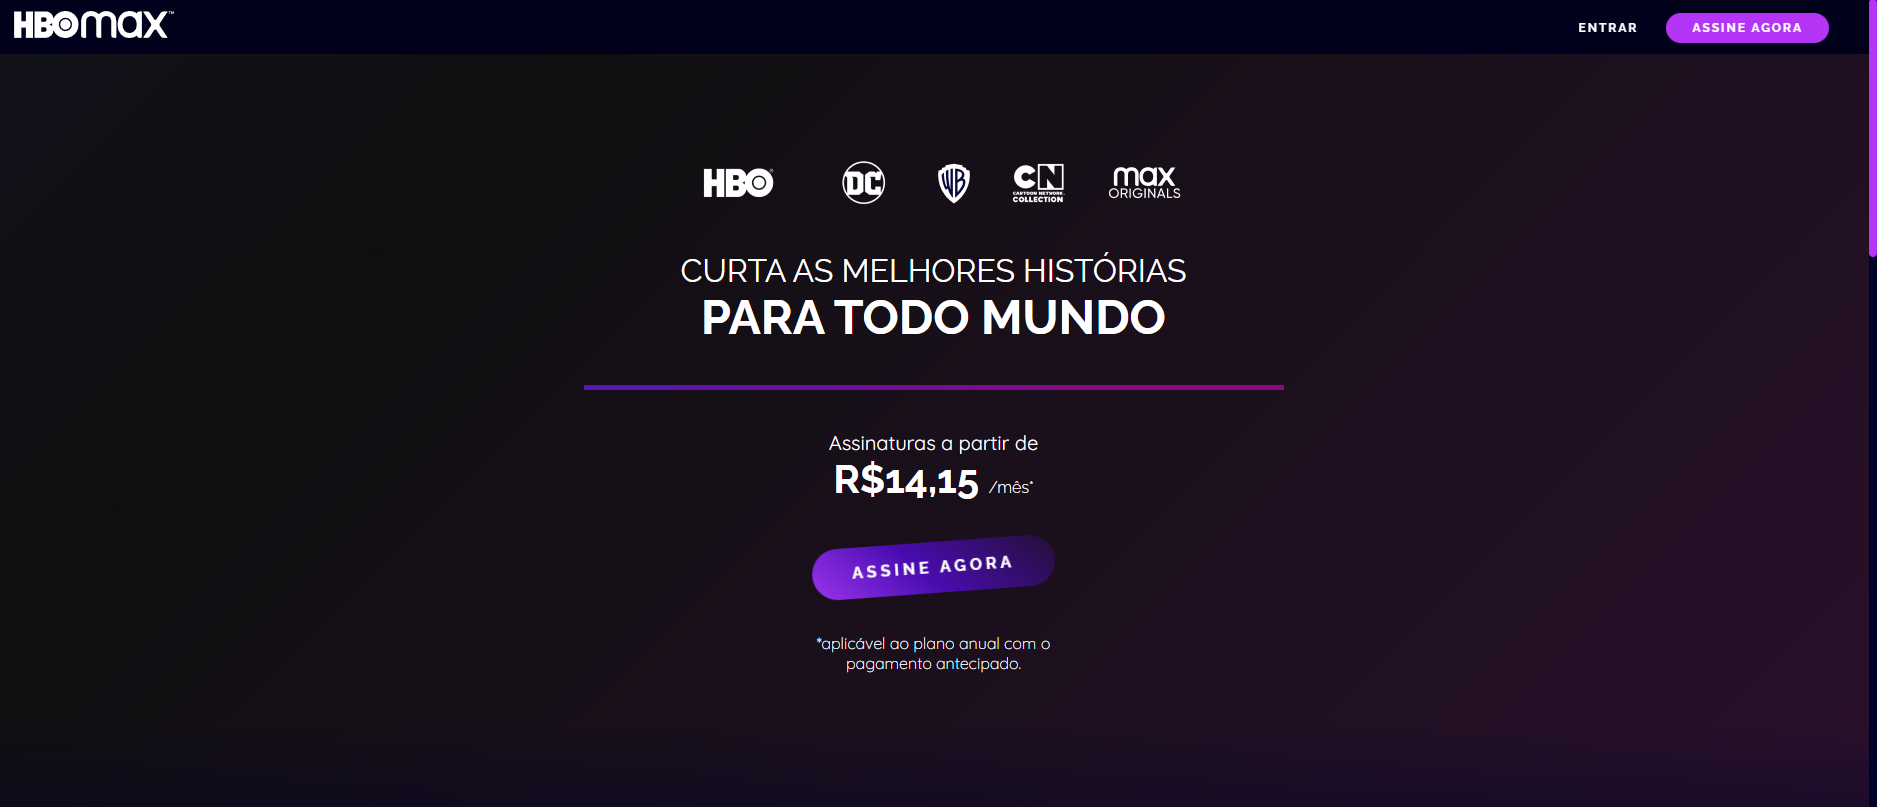 HBOmax™
ENTRAR
ASSINE AGORA
HBO®
DC
WB
CN
CARTOON NETWORK
COLLECTION
max
ORIGINALS
CURTA AS MELHORES HISTÓRIAS
PARA TODO MUNDO
Assinaturas a partir de
R$14,15 /mês*
ASSINE AGORA
*aplicável ao plano anual com o
pagamento antecipado.